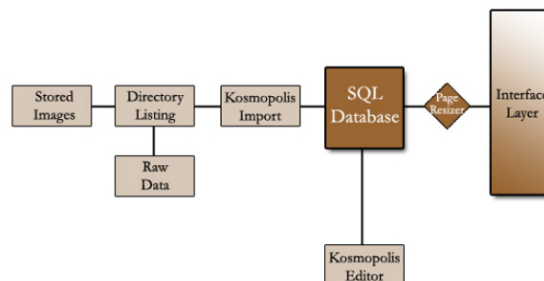 Stored
Images
Directory
Listing
Kosmopolis
Import
SQL
Database
Page
Resizer
Interface
Layer
Raw
Data
Kosmopolis
Editor